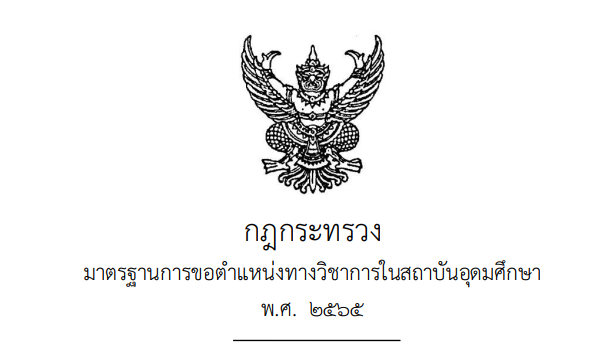 กฎกระทรวง
มาตรฐานการขอตำแหน่งทางวิชาการในสถาบันอุดมศึกษา
พ.ศ. ๒๕๖๕